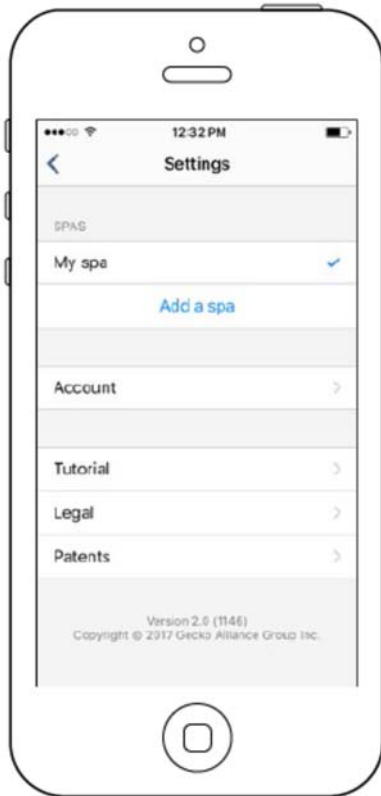 12:32 PM
Settings
SPAS
My spa
Add a spa
Account
Tutorial
Legal
Patents
Version 2.0 (1146)
Copyright © 2017 Gecko Alliance Group Inc.